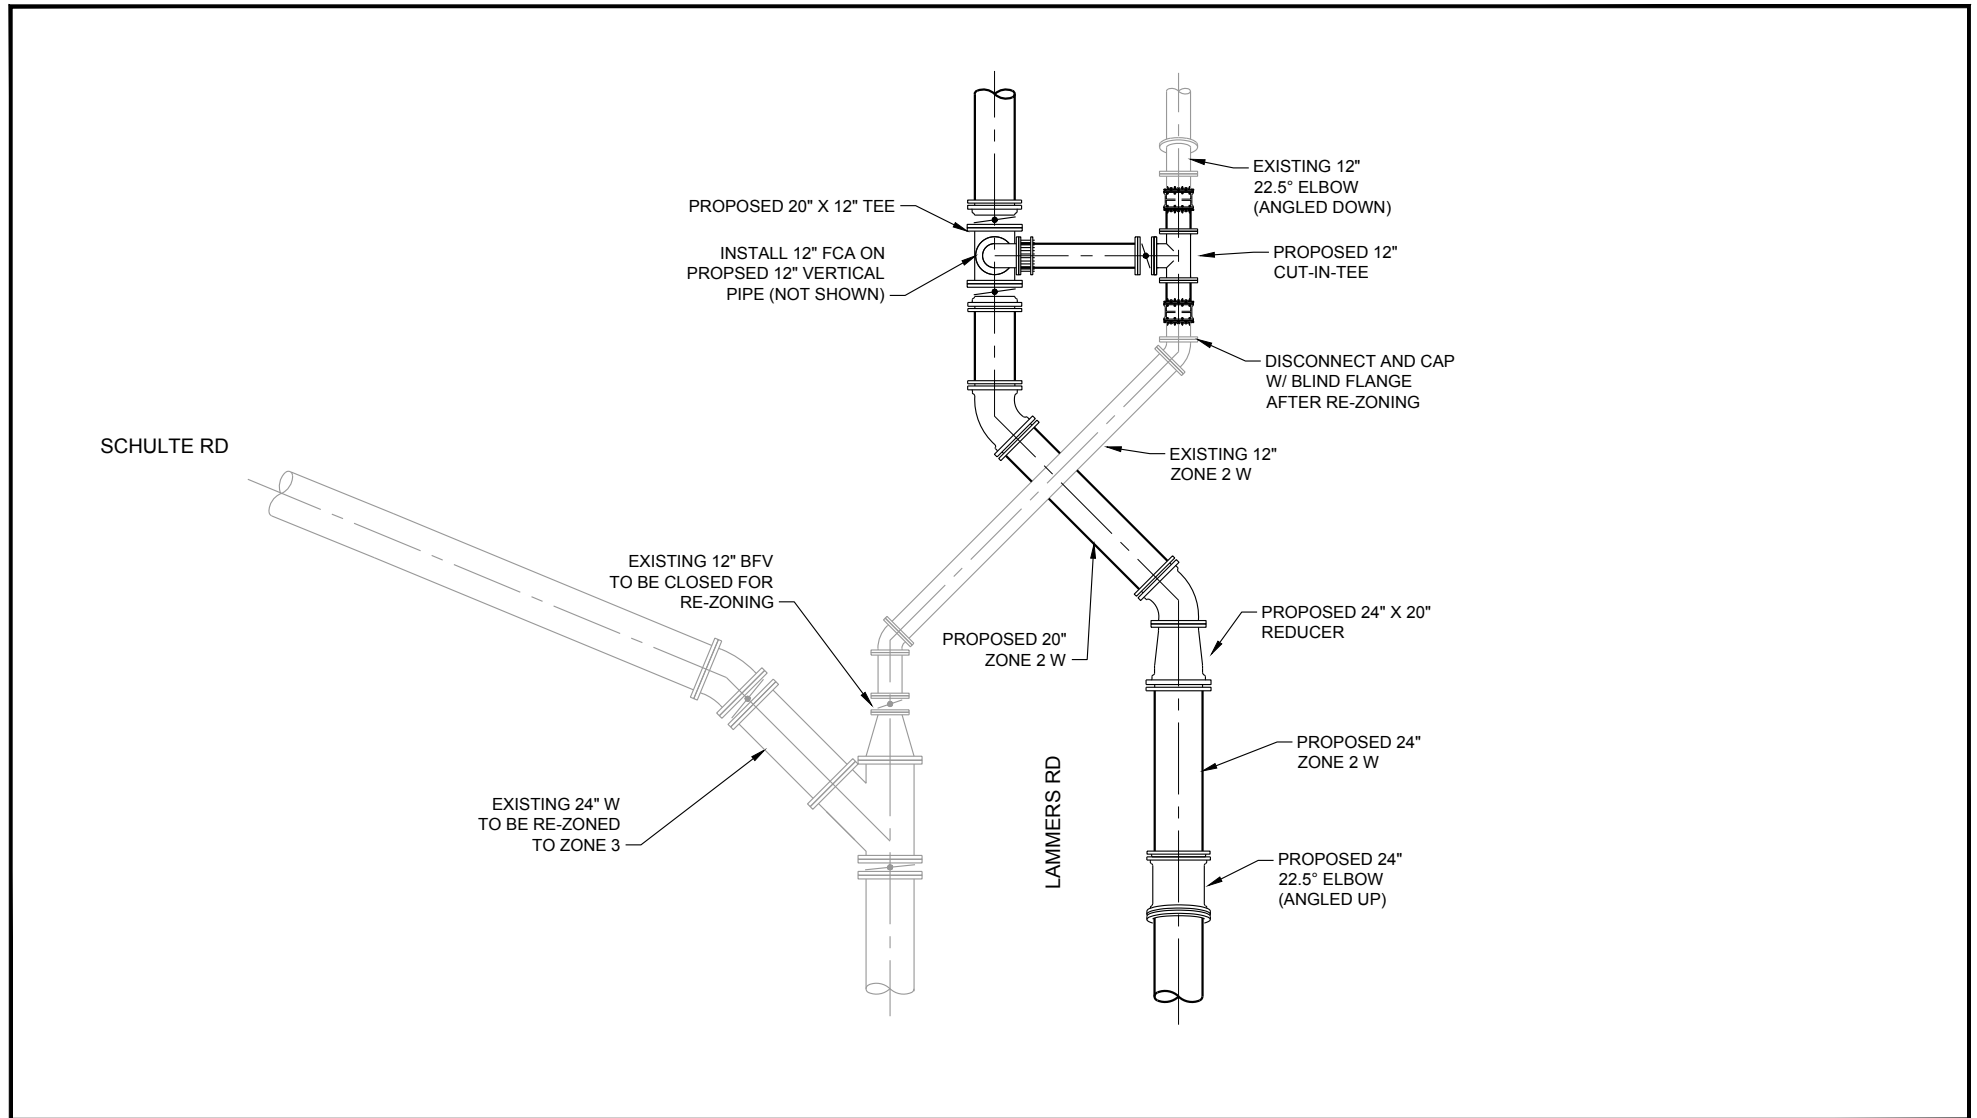 EXISTING 12"
22.5° ELBOW
(ANGLED DOWN)
PROPOSED 20" X 12" TEE
INSTALL 12" FCA ON
PROPSED 12" VERTICAL
PIPE (NOT SHOWN)
PROPOSED 12"
CUT-IN-TEE
DISCONNECT AND CAP
W/ BLIND FLANGE
AFTER RE-ZONING
SCHULTE RD
EXISTING 12"
ZONE 2 W
EXISTING 12" BFV
TO BE CLOSED FOR
RE-ZONING
PROPOSED 20"
ZONE 2 W
PROPOSED 24" X 20"
REDUCER
PROPOSED 24"
ZONE 2 W
EXISTING 24" W
TO BE RE-ZONED
TO ZONE 3
LAMMERS RD
PROPOSED 24"
22.5° ELBOW
(ANGLED UP)